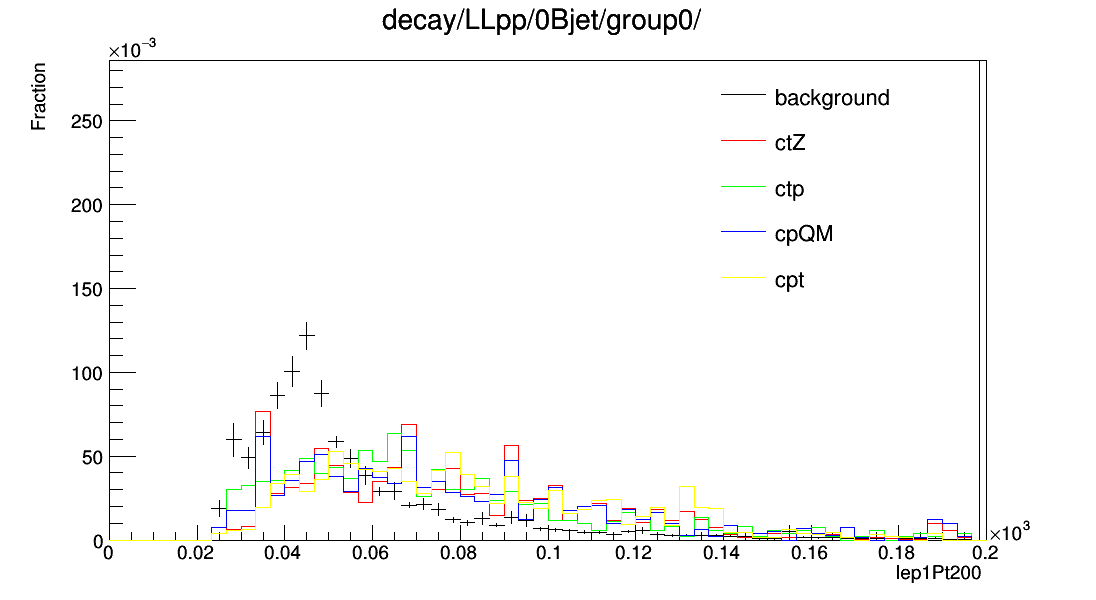 decay/LLpp/0Bjet/group0/
×10⁻³
Fraction
background
ctZ
ctp
cpQM
cpt
250
200
150
100
50
0
0 0.02 0.04 0.06 0.08 0.1 0.12 0.14 0.16 0.18 0.2 ×10³
lep1Pt200